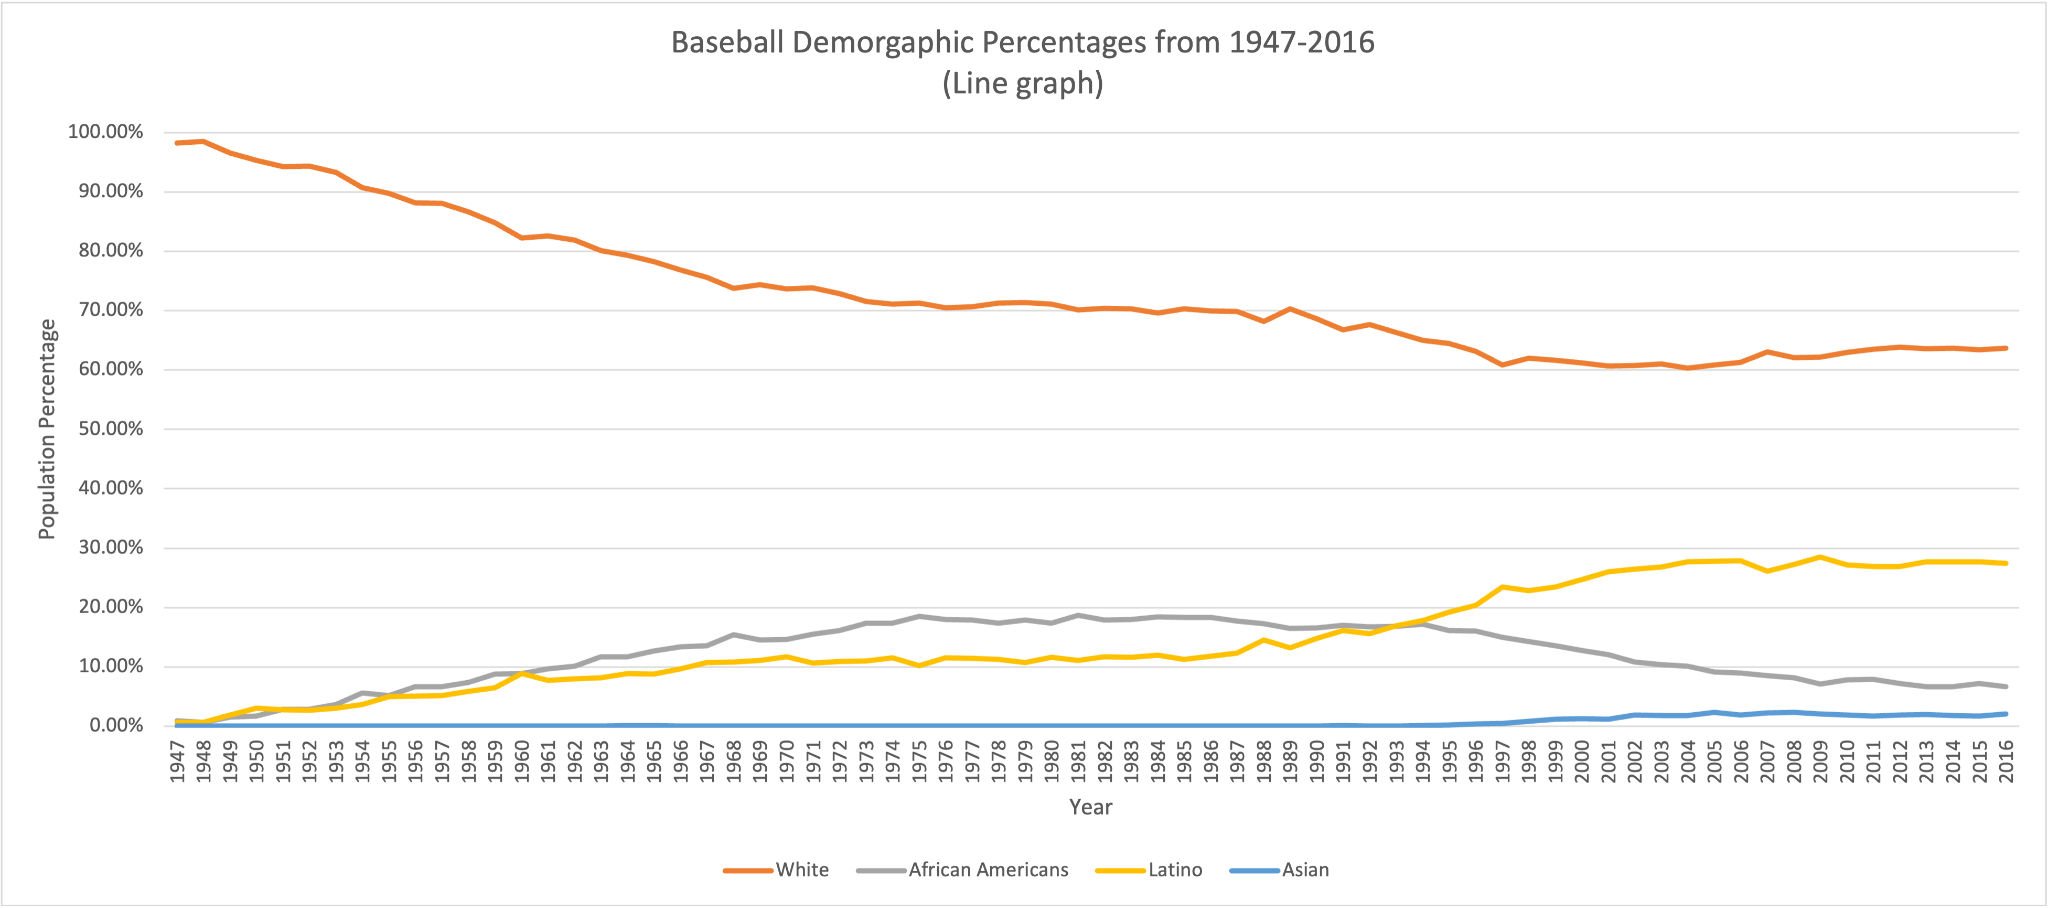 Baseball Demorgaphic Percentages from 1947-2016
(Line graph)
100.00%
90.00%
80.00%
70.00%
60.00%
50.00%
40.00%
30.00%
20.00%
10.00%
0.00%
Population Percentage
1947 1948 1949 1950 1951 1952 1953 1954 1955 1956 1957 1958 1959 1960 1961 1962 1963 1964 1965 1966 1967 1968 1969 1970 1971 1972 1973 1974 1975 1976 1977 1978 1979 1980 1981 1982 1983 1984 1985 1986 1987 1988 1989 1990 1991 1992 1993 1994 1995 1996 1997 1998 1999 2000 2001 2002 2003 2004 2005 2006 2007 2008 2009 2010 2011 2012 2013 2014 2015 2016
Year
White African Americans Latino Asian